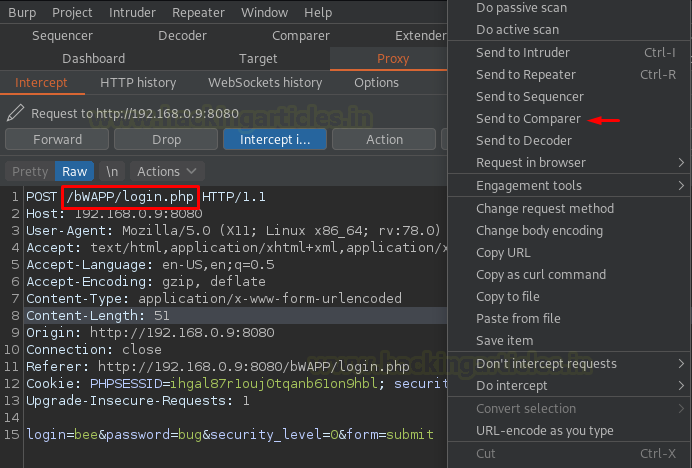 Burp Project Intruder Repeater Window Help
Sequencer Decoder Comparer Extender
Dashboard Target Proxy
Intercept HTTP history WebSockets history Options
Request to http://192.168.0.9:8080
Forward Drop Intercept i... Action
Pretty Raw \n Actions
1 POST /bWAPP/login.php HTTP/1.1
2 Host: 192.168.0.9:8080
3 User-Agent: Mozilla/5.0 (X11; Linux x86_64; rv:78.0)
4 Accept: text/html,application/xhtml+xml,application/x
5 Accept-Language: en-US,en;q=0.5
6 Accept-Encoding: gzip, deflate
7 Content-Type: application/x-www-form-urlencoded
8 Content-Length: 51
9 Origin: http://192.168.0.9:8080
10 Connection: close
11 Referer: http://192.168.0.9:8080/bWAPP/login.php
12 Cookie: PHPSESSID=ihgal87r1ouj0tqanb61on9hbl; securit
13 Upgrade-Insecure-Requests: 1
14
15 login=bee&password=bug&security_level=0&form=submit
Do passive scan
Do active scan
Send to Intruder Ctrl-I
Send to Repeater Ctrl-R
Send to Sequencer
Send to Comparer
Send to Decoder
Request in browser
Engagement tools
Change request method
Change body encoding
Copy URL
Copy as curl command
Copy to file
Paste from file
Save item
Don't intercept requests
Do intercept
Convert selection
URL-encode as you type
Cut Ctrl-X
www.hackingarticles.in
www.hackingarticles.in